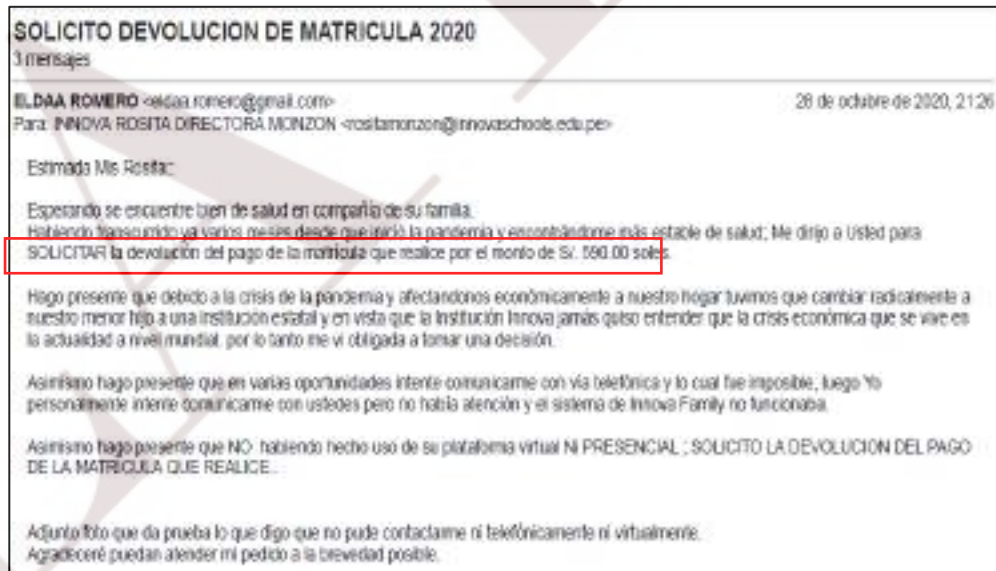 SOLICITO DEVOLUCION DE MATRICULA 2020
3 mensajes
ELDAA ROMERO <eldaa.romero@gmail.com>
28 de octubre de 2020, 21:26
Para: INNOVA ROSITA DIRECTORA MONZON <rositamonzon@innovaschools.edu.pe>
Estimada Mis Rosita:
Esperando se encuentre bien de salud en compañía de su familia.
Habiendo transcurrido ya varios meses desde que inició la pandemia y encontrándome más estable de salud; Me dirijo a Usted para
SOLICITAR la devolución del pago de la matricula que realice por el monto de S/. 590.00 soles.
Hago presente que debido a la crisis de la pandemia y afectandonos económicamente a nuestro hogar tuvimos que cambiar radicalmente a
nuestro menor hijo a una institución estatal y en vista que la Institución Innova jamás quiso entender que la crisis económica que se vive en
la actualidad a nivel mundial, por lo tanto me vi obligada a tomar una decisión.
Asimismo hago presente que en varias oportunidades intente comunicarme con vía telefónica y lo cual fue imposible, luego Yo
personalmente intente comunicarme con ustedes pero no había atención y el sistema de Innova Family no funcionaba.
Asimismo hago presente que NO habiendo hecho uso de su plataforma virtual NI PRESENCIAL ; SOLICITO LA DEVOLUCION DEL PAGO
DE LA MATRICULA QUE REALICE..
Adjunto foto que da prueba lo que digo que no pude contactarme ni telefónicamente ni virtualmente.
Agradeceré puedan atender mi pedido a la brevedad posible.